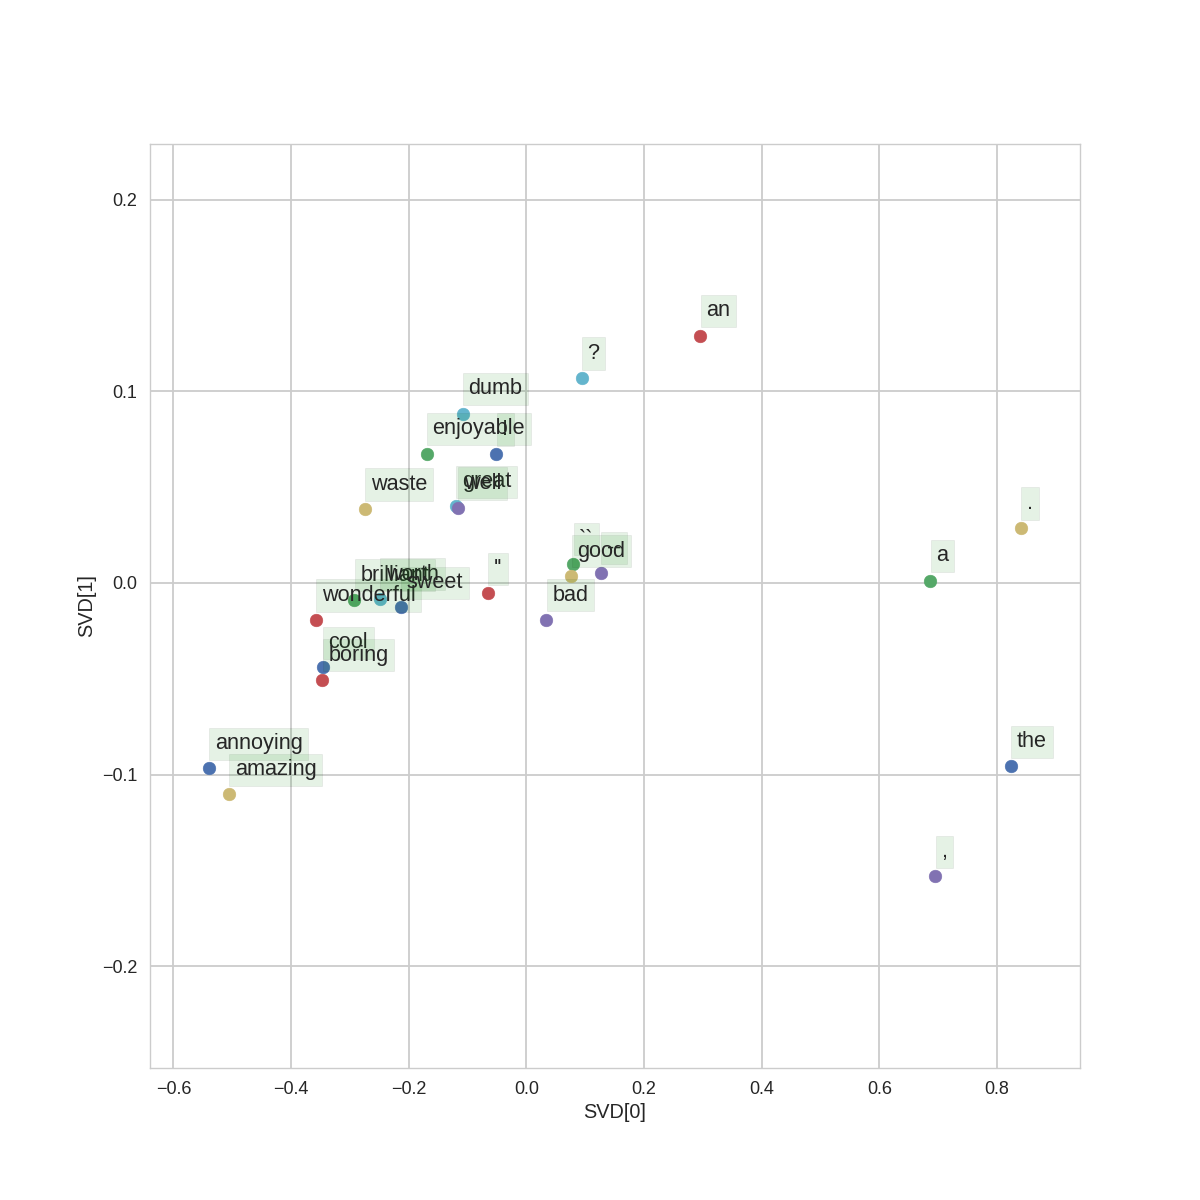 0.2
0.1
0.0
−0.1
−0.2
SVD[1]
an
?
dumb
enjoyable
waste
great
well
.
``
good
a
"
brilliant
worth
sweet
bad
wonderful
cool
boring
annoying
amazing
the
,
−0.6
−0.4
−0.2
0.0
0.2
0.4
0.6
0.8
SVD[0]